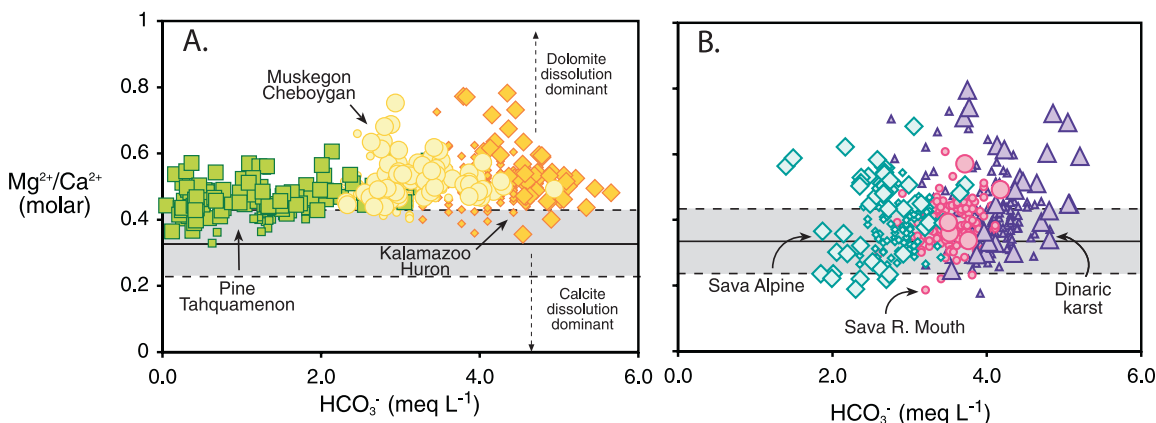 A.
B.
1
0.8
0.6
0.4
0.2
0
Mg²⁺/Ca²⁺
(molar)
Muskegon
Cheboygan
Dolomite
dissolution
dominant
Kalamazoo
Huron
Pine
Tahquamenon
Calcite
dissolution
dominant
0.0 2.0 4.0 6.0
HCO₃⁻ (meq L⁻¹)
Sava Alpine
Sava R. Mouth
Dinaric
karst
0.0 2.0 4.0 6.0
HCO₃⁻ (meq L⁻¹)